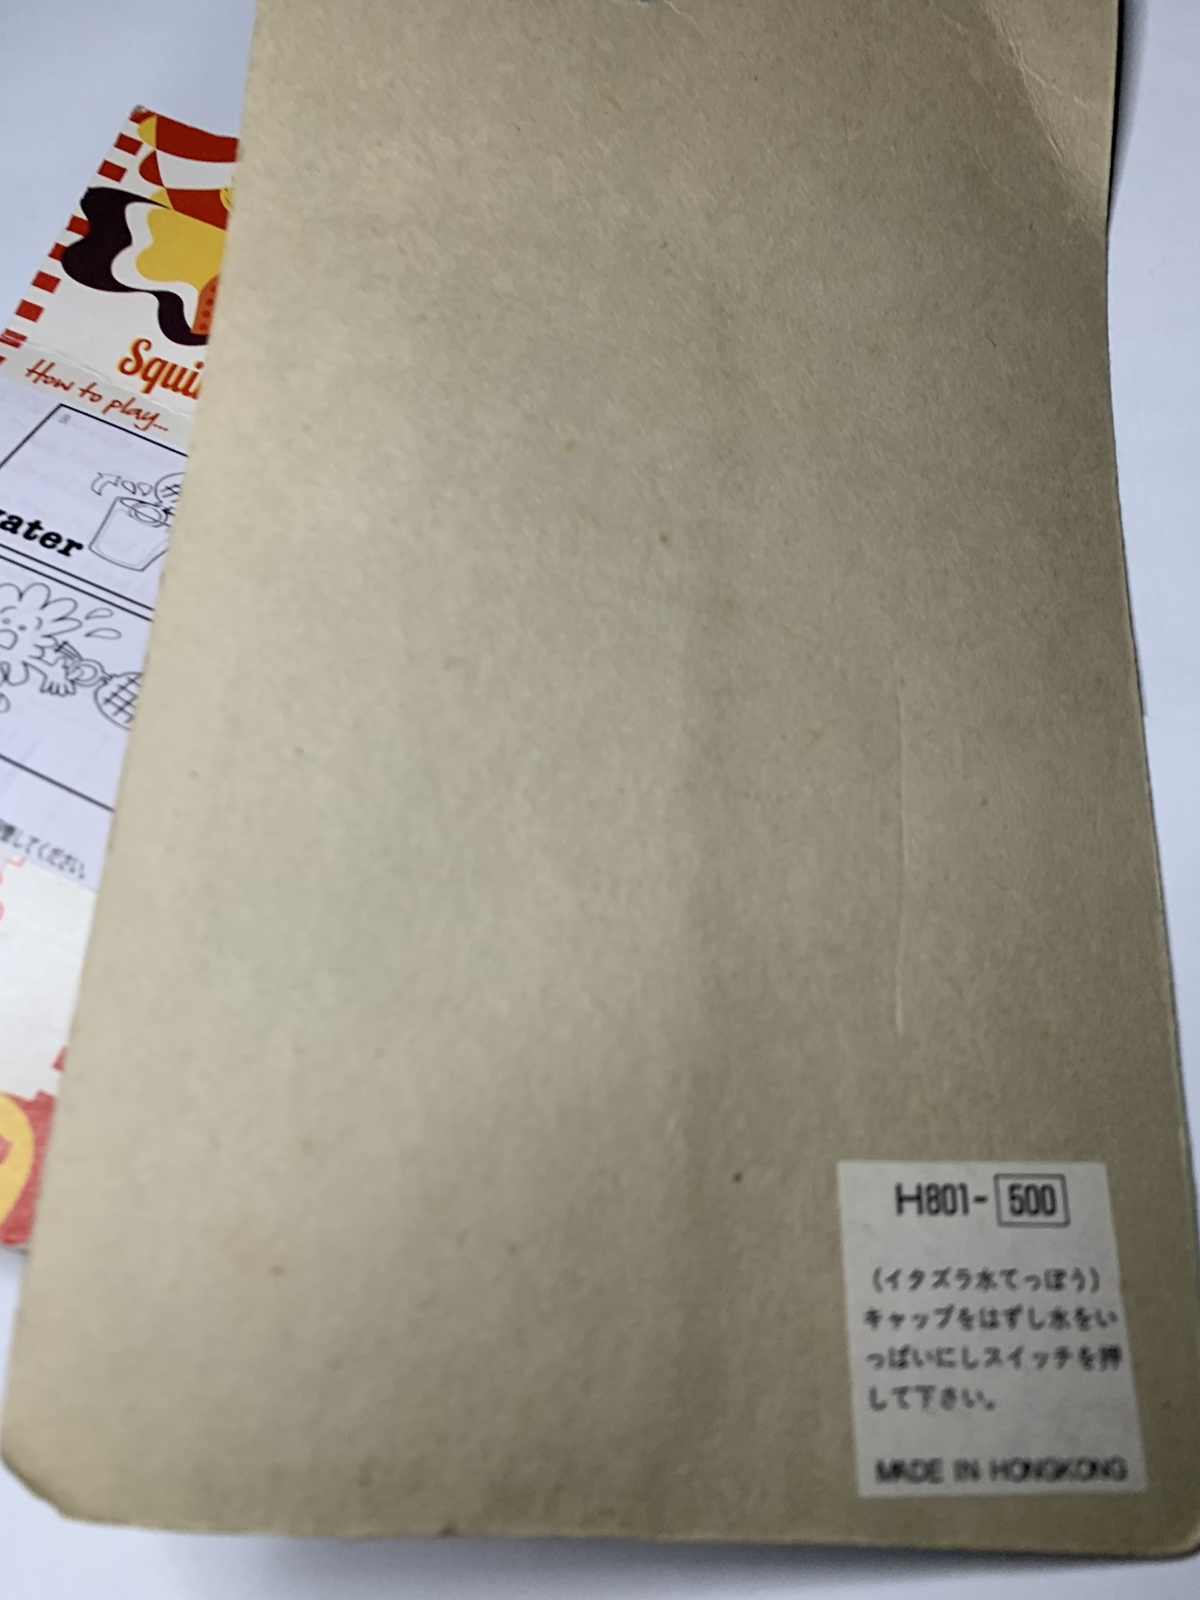 Squi
How to play...
water
してください
H801-500
(イタズラ水てっぽう)
キャップをはずし水をい
っぱいにしスイッチを押
して下さい。
MADE IN HONGKONG